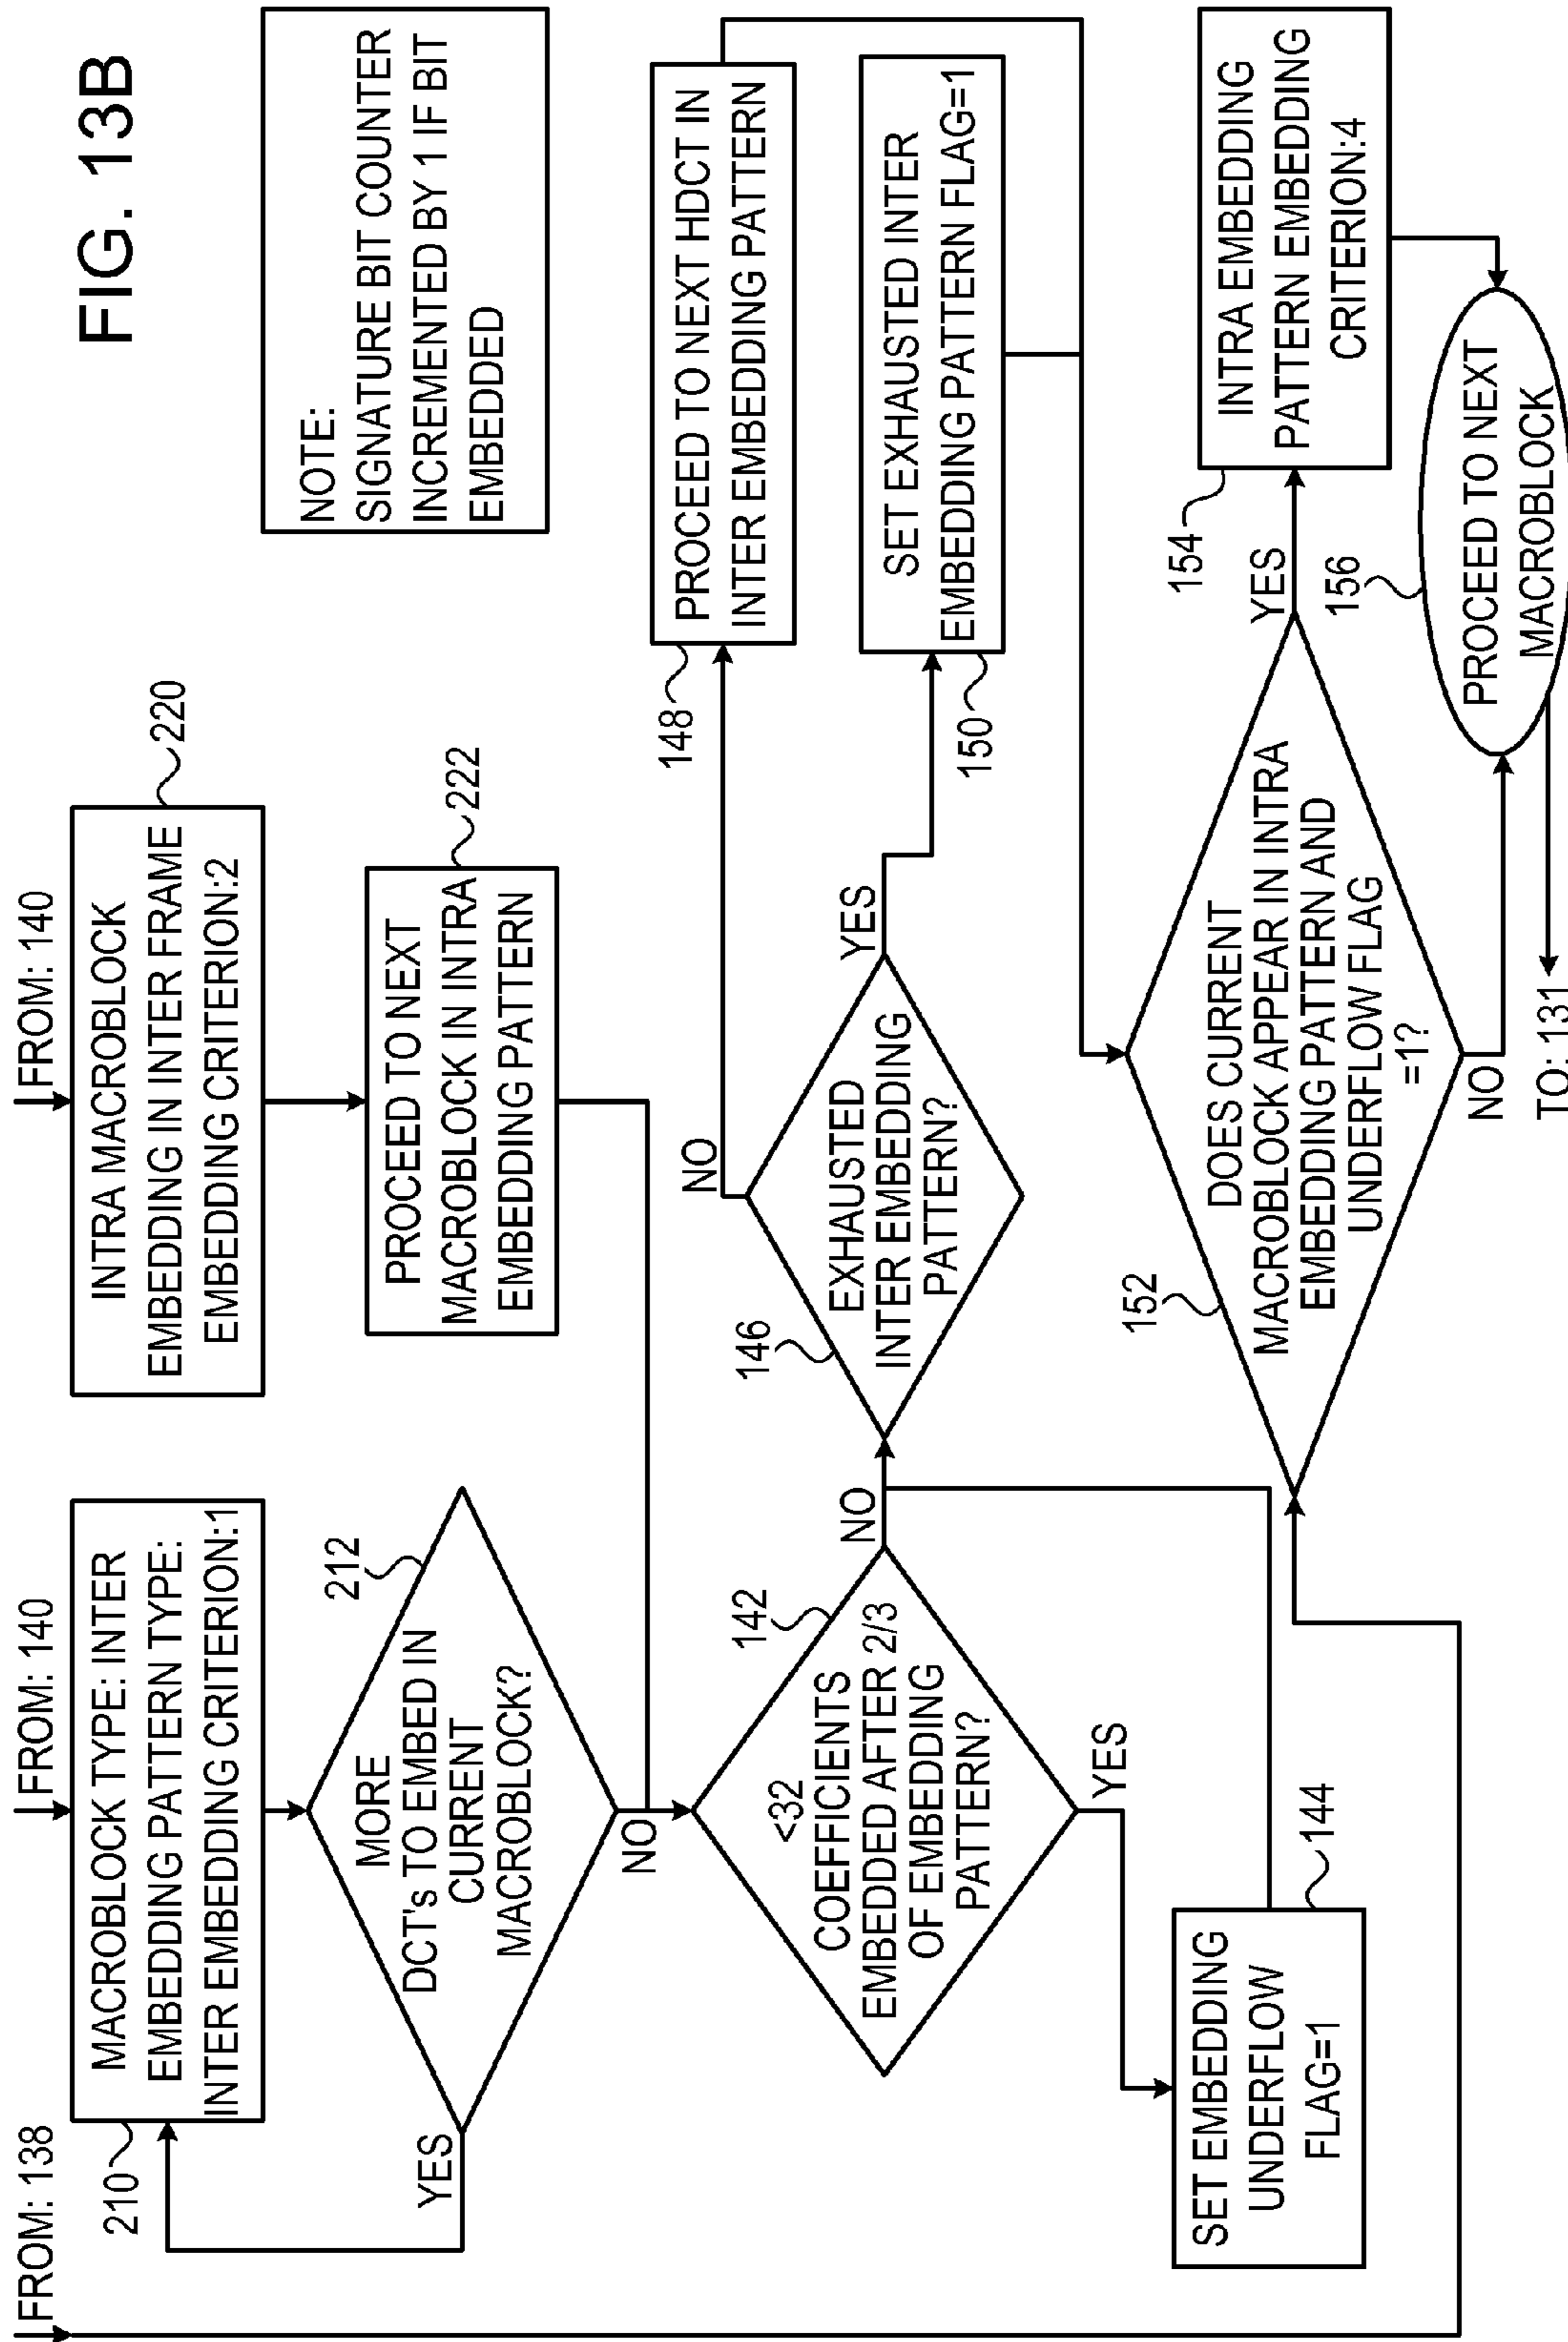 FIG. 13B
FROM: 138
FROM: 140
FROM: 140
210
MACROBLOCK TYPE: INTER
EMBEDDING PATTERN TYPE:
INTER EMBEDDING CRITERION:1
INTRA MACROBLOCK
EMBEDDING IN INTER FRAME
EMBEDDING CRITERION:2
220
NOTE:
SIGNATURE BIT COUNTER
INCREMENTED BY 1 IF BIT
EMBEDDED
212
MORE
DCT's TO EMBED IN
CURRENT
MACROBLOCK?
YES
NO
PROCEED TO NEXT
MACROBLOCK IN INTRA
EMBEDDING PATTERN
222
142
<32
COEFFICIENTS
EMBEDDED AFTER 2/3
OF EMBEDDING
PATTERN?
NO
YES
146
EXHAUSTED
INTER EMBEDDING
PATTERN?
NO
YES
148
PROCEED TO NEXT HDCT IN
INTER EMBEDDING PATTERN
150
SET EXHAUSTED INTER
EMBEDDING PATTERN FLAG=1
SET EMBEDDING
UNDERFLOW
FLAG=1
144
152
DOES CURRENT
MACROBLOCK APPEAR IN INTRA
EMBEDDING PATTERN AND
UNDERFLOW FLAG
=1?
YES
NO
154
INTRA EMBEDDING
PATTERN EMBEDDING
CRITERION:4
156
PROCEED TO NEXT
MACROBLOCK
TO: 131